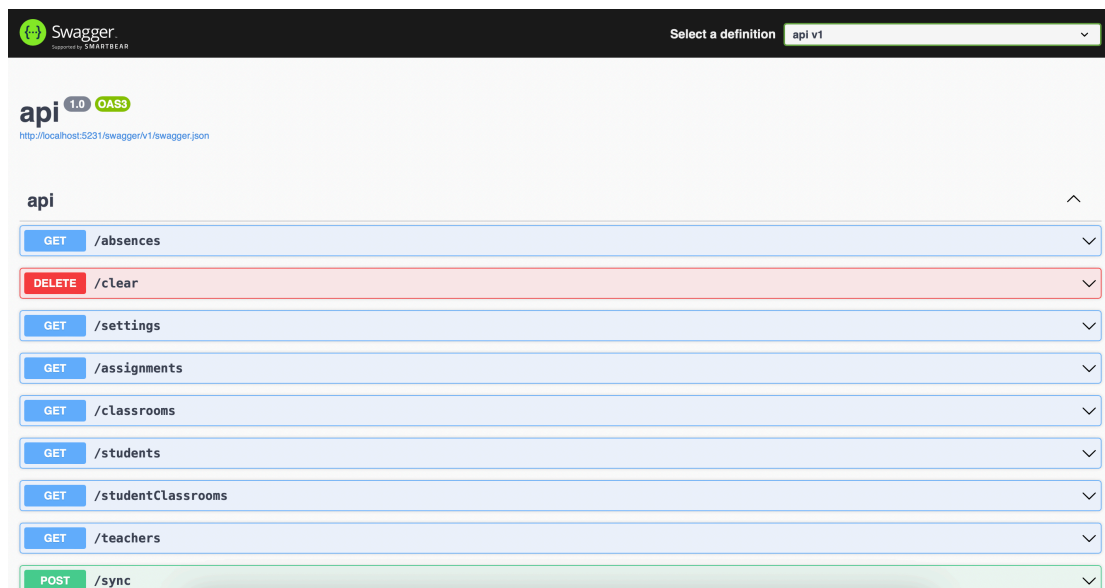 Swagger.
Supported by SMARTBEAR
Select a definition
api v1
api 1.0 OAS3
http://localhost:5231/swagger/v1/swagger.json
api
GET /absences
DELETE /clear
GET /settings
GET /assignments
GET /classrooms
GET /students
GET /studentClassrooms
GET /teachers
POST /sync